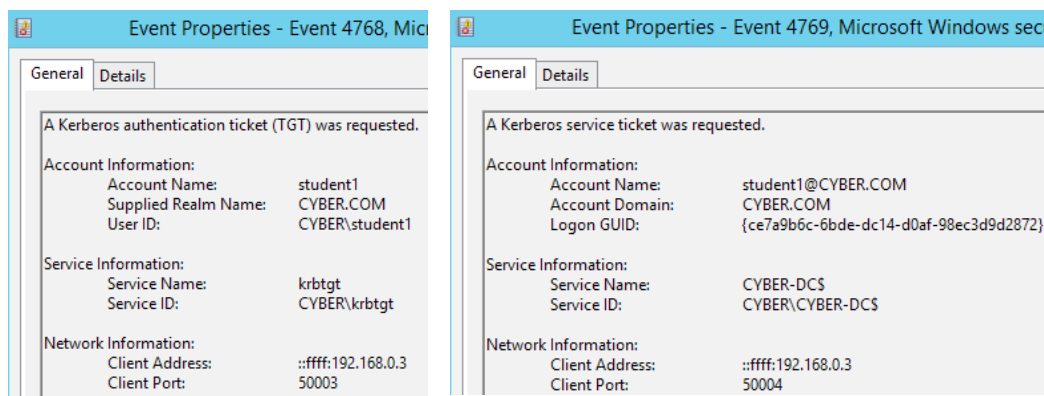 Event Properties - Event 4768, Mic
General Details
A Kerberos authentication ticket (TGT) was requested.
Account Information:
Account Name: student1
Supplied Realm Name: CYBER.COM
User ID: CYBER\student1
Service Information:
Service Name: krbtgt
Service ID: CYBER\krbtgt
Network Information:
Client Address: ::ffff:192.168.0.3
Client Port: 50003
Event Properties - Event 4769, Microsoft Windows sec
General Details
A Kerberos service ticket was requested.
Account Information:
Account Name: student1@CYBER.COM
Account Domain: CYBER.COM
Logon GUID: {ce7a9b6c-6bde-dc14-d0af-98ec3d9d2872}
Service Information:
Service Name: CYBER-DC$
Service ID: CYBER\CYBER-DC$
Network Information:
Client Address: ::ffff:192.168.0.3
Client Port: 50004